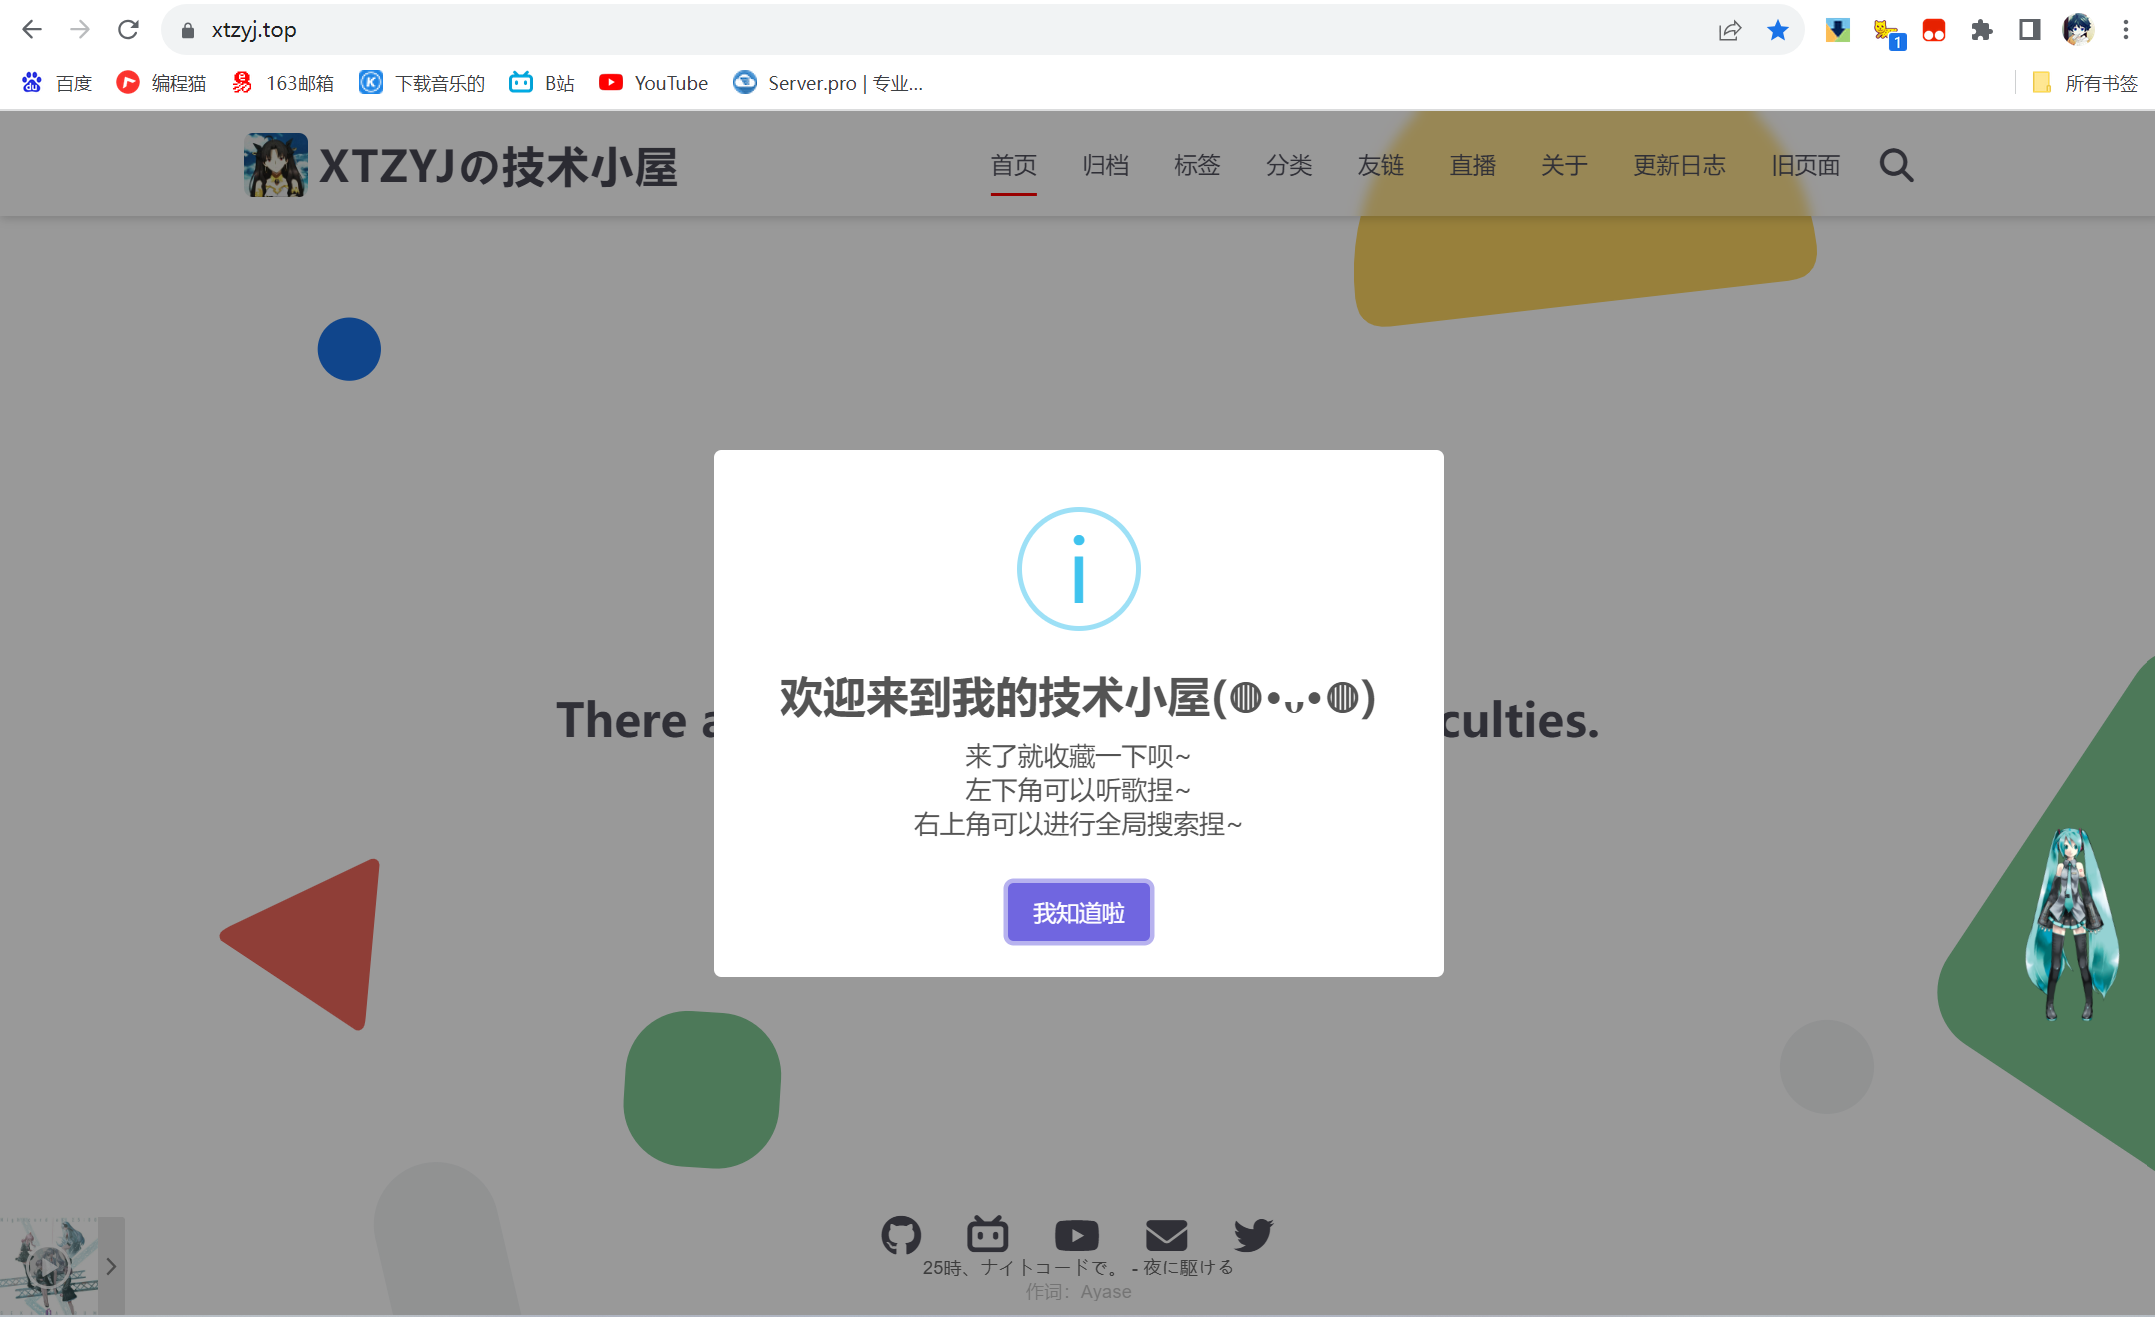 xtzyj.top
1
百度
编程猫
163邮箱
下载音乐的
B站
YouTube
Server.pro | 专业...
所有书签
XTZYJの技术小屋
首页
归档
标签
分类
友链
直播
关于
更新日志
旧页面
There
culties.
欢迎来到我的技术小屋(◍•ᴗ•◍)
来了就收藏一下呗~
左下角可以听歌捏~
右上角可以进行全局搜索捏~
我知道啦
25時、ナイトコードで。 - 夜に駆ける
作词：Ayase